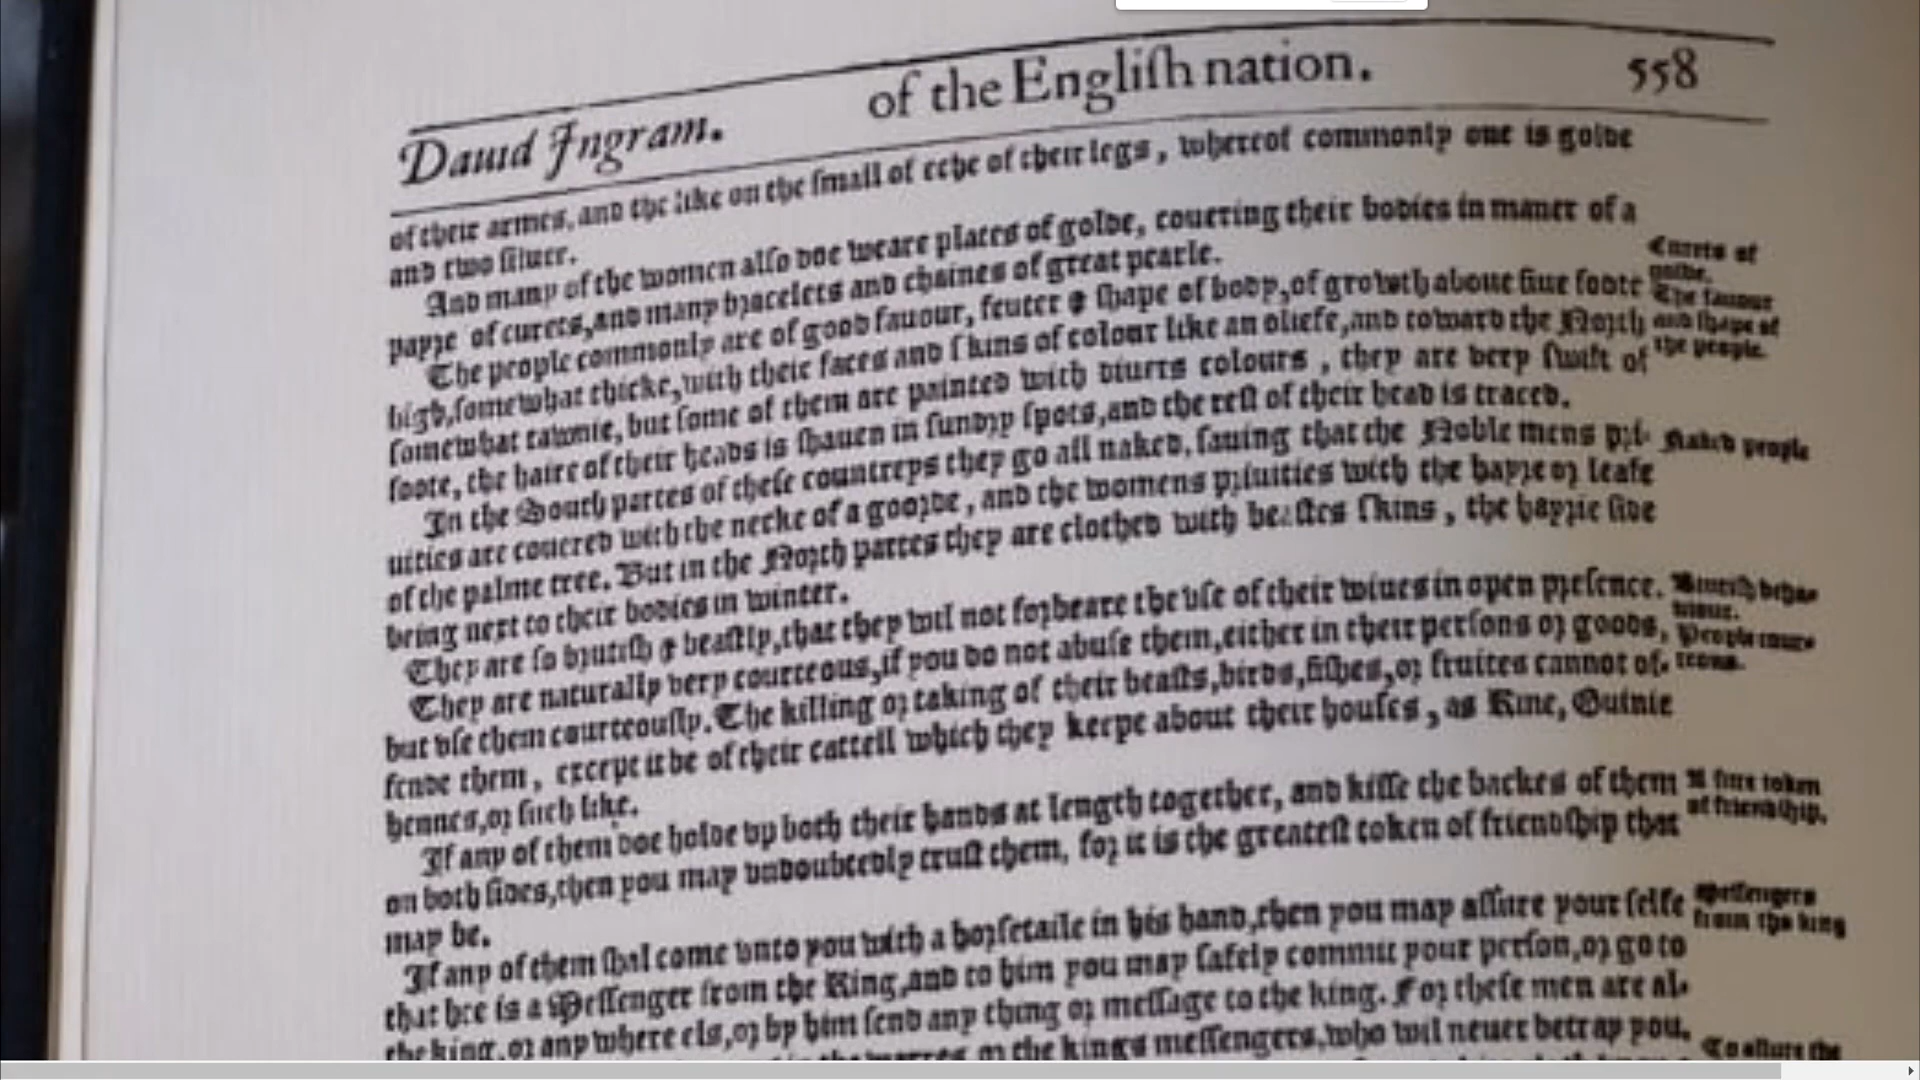 Dauid Ingram.
of the Engliſh nation.
558
of their armes, and the like on the ſmall of eche of their legs, whereof commonly one is golde
and two ſiluer.
And many of the women alſo doe weare plates of golde, couering their bodies in maner of a
payre of curets, and many bracelets and chaines of great pearle.
Curets of
golde.
The people commonly are of good fauour, feuter & ſhape of body, of growth aboue fiue foote
The fauour
high, ſomewhat thicke, with their faces and ſkins of colour like an oliefe, and toward the North
and ſhape of
ſomewhat tawnie, but ſome of them are painted with diuers colours, they are very ſwift of
the people.
foote, the haire of their heads is ſhauen in ſundry ſpots, and the reſt of their head is traced.
In the South partes of theſe countreys they go all naked, ſauing that the Noble mens pri-
Naked people
uities are couered with the necke of a goorde, and the womens priuities with the hayre or leafe
of the palme tree. But in the North partes they are clothed with beaſtes ſkins, the hayrie ſide
being next to their bodies in winter.
They are ſo brutiſh & beaſtly, that they wil not forbeare the vſe of their wiues in open preſence.
Brutiſh beha-
uiour.
They are naturally very courteous, if you do not abuſe them, either in their perſons or goods,
People cour-
teous.
but vſe them courteouſly. The killing or taking of their beaſts, birds, fiſhes, or fruites cannot of-
fende them, except it be of their cattell which they keepe about their houſes, as Kine, Guinie
hennes, or ſuch like.
If any of them doe holde vp both their hands at length together, and kiſſe the backes of them
A ſure token
of friendſhip.
on both ſides, then you may vndoubtedly truſt them, for it is the greateſt token of friendſhip that
may be.
If any of them ſhal come vnto you with a horſetaile in his hand, then you may aſſure your ſelfe
Meſſengers
from the king
that hee is a Meſſenger from the King, and to him you may ſafely commit your perſon, or go to
the king, or any where els, or by him ſend any thing or meſſage to the king. For theſe men are al-
the kings meſſengers, who wil neuer betray you.
To aſſure the